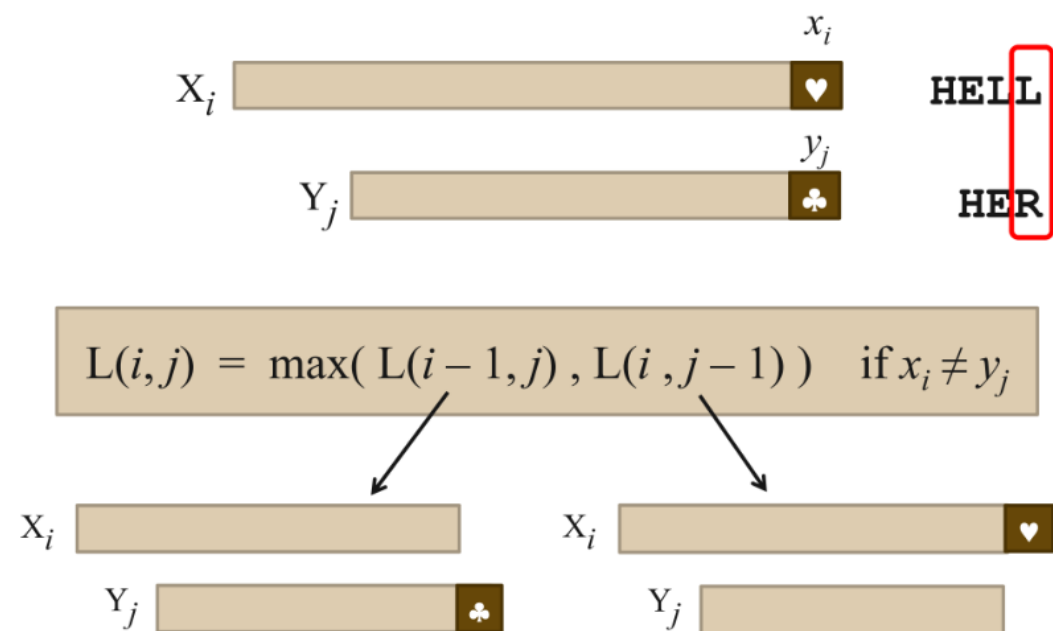 x_i
X_i ♥ HELL
y_j
Y_j ♣ HER
L(i, j) = max( L(i – 1, j) , L(i , j – 1) ) if x_i ≠ y_j
X_i X_i ♥
Y_j ♣ Y_j